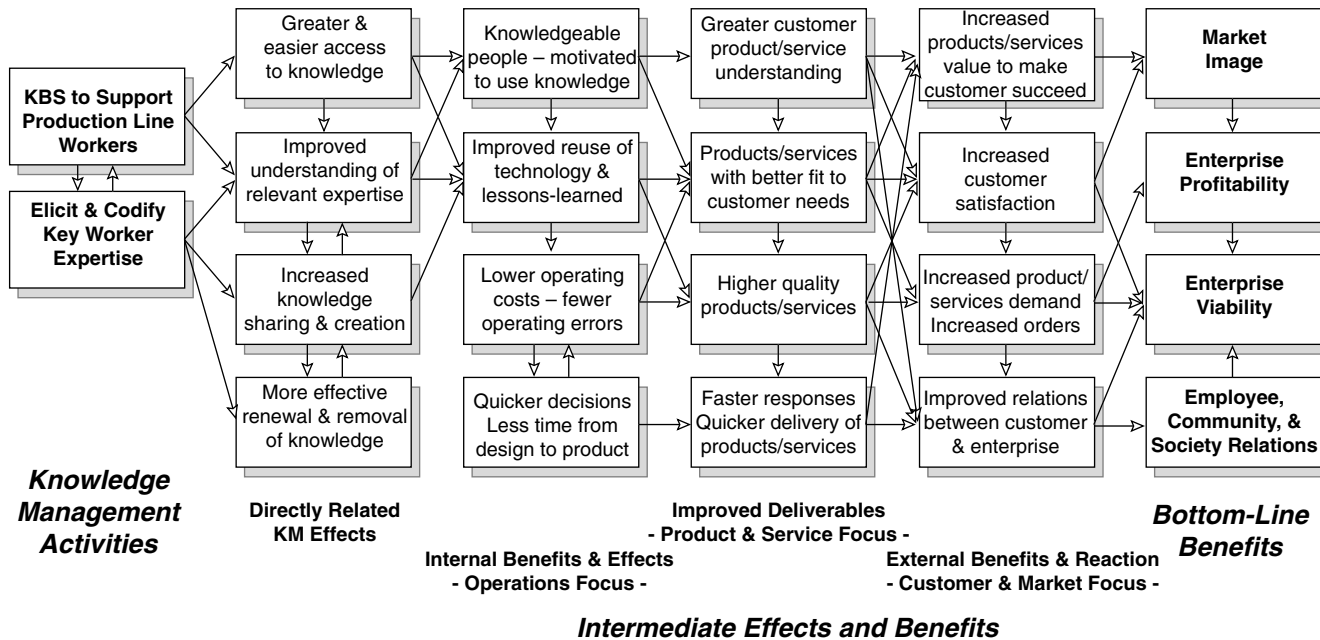 KBS to Support
Production Line
Workers
Elicit & Codify
Key Worker
Expertise
Knowledge
Management
Activities
Greater &
easier access
to knowledge
Improved
understanding of
relevant expertise
Increased
knowledge
sharing & creation
More effective
renewal & removal
of knowledge
Directly Related
KM Effects
Knowledgeable
people – motivated
to use knowledge
Improved reuse of
technology &
lessons-learned
Lower operating
costs – fewer
operating errors
Quicker decisions
Less time from
design to product
Internal Benefits & Effects
- Operations Focus -
Greater customer
product/service
understanding
Products/services
with better fit to
customer needs
Higher quality
products/services
Faster responses
Quicker delivery of
products/services
Improved Deliverables
- Product & Service Focus -
Increased
products/services
value to make
customer succeed
Increased
customer
satisfaction
Increased product/
services demand
Increased orders
Improved relations
between customer
& enterprise
External Benefits & Reaction
- Customer & Market Focus -
Market
Image
Enterprise
Profitability
Enterprise
Viability
Employee,
Community, &
Society Relations
Bottom-Line
Benefits
Intermediate Effects and Benefits